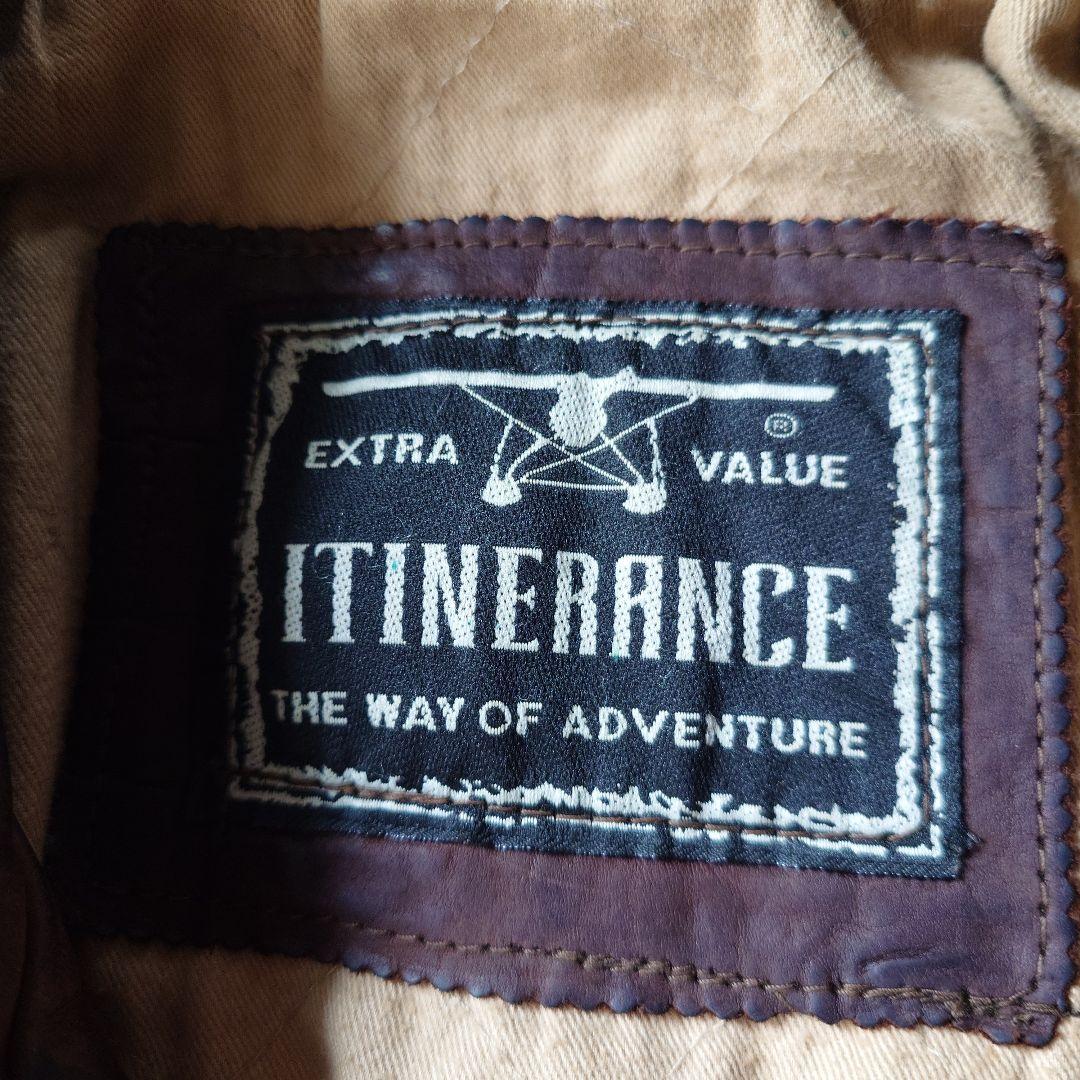 EXTRA VALUE ®
ITINERANCE
THE WAY OF ADVENTURE